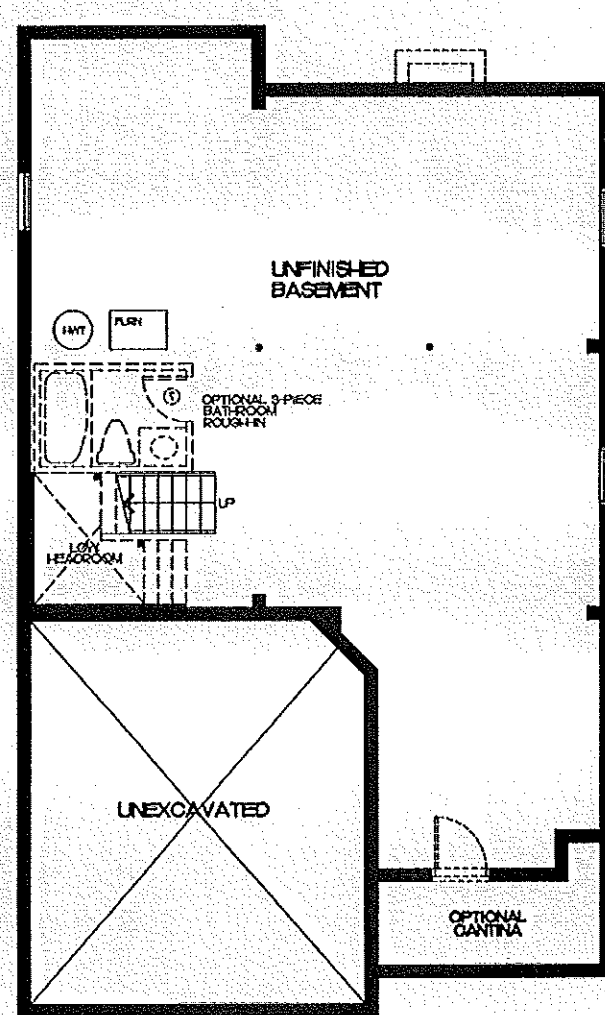 UNFINISHED
BASEMENT
HWT
FURN
OPTIONAL 3-PIECE
BATHROOM
ROUGH-IN
UP
LOW
HEADROOM
UNEXCAVATED
OPTIONAL
CANTINA